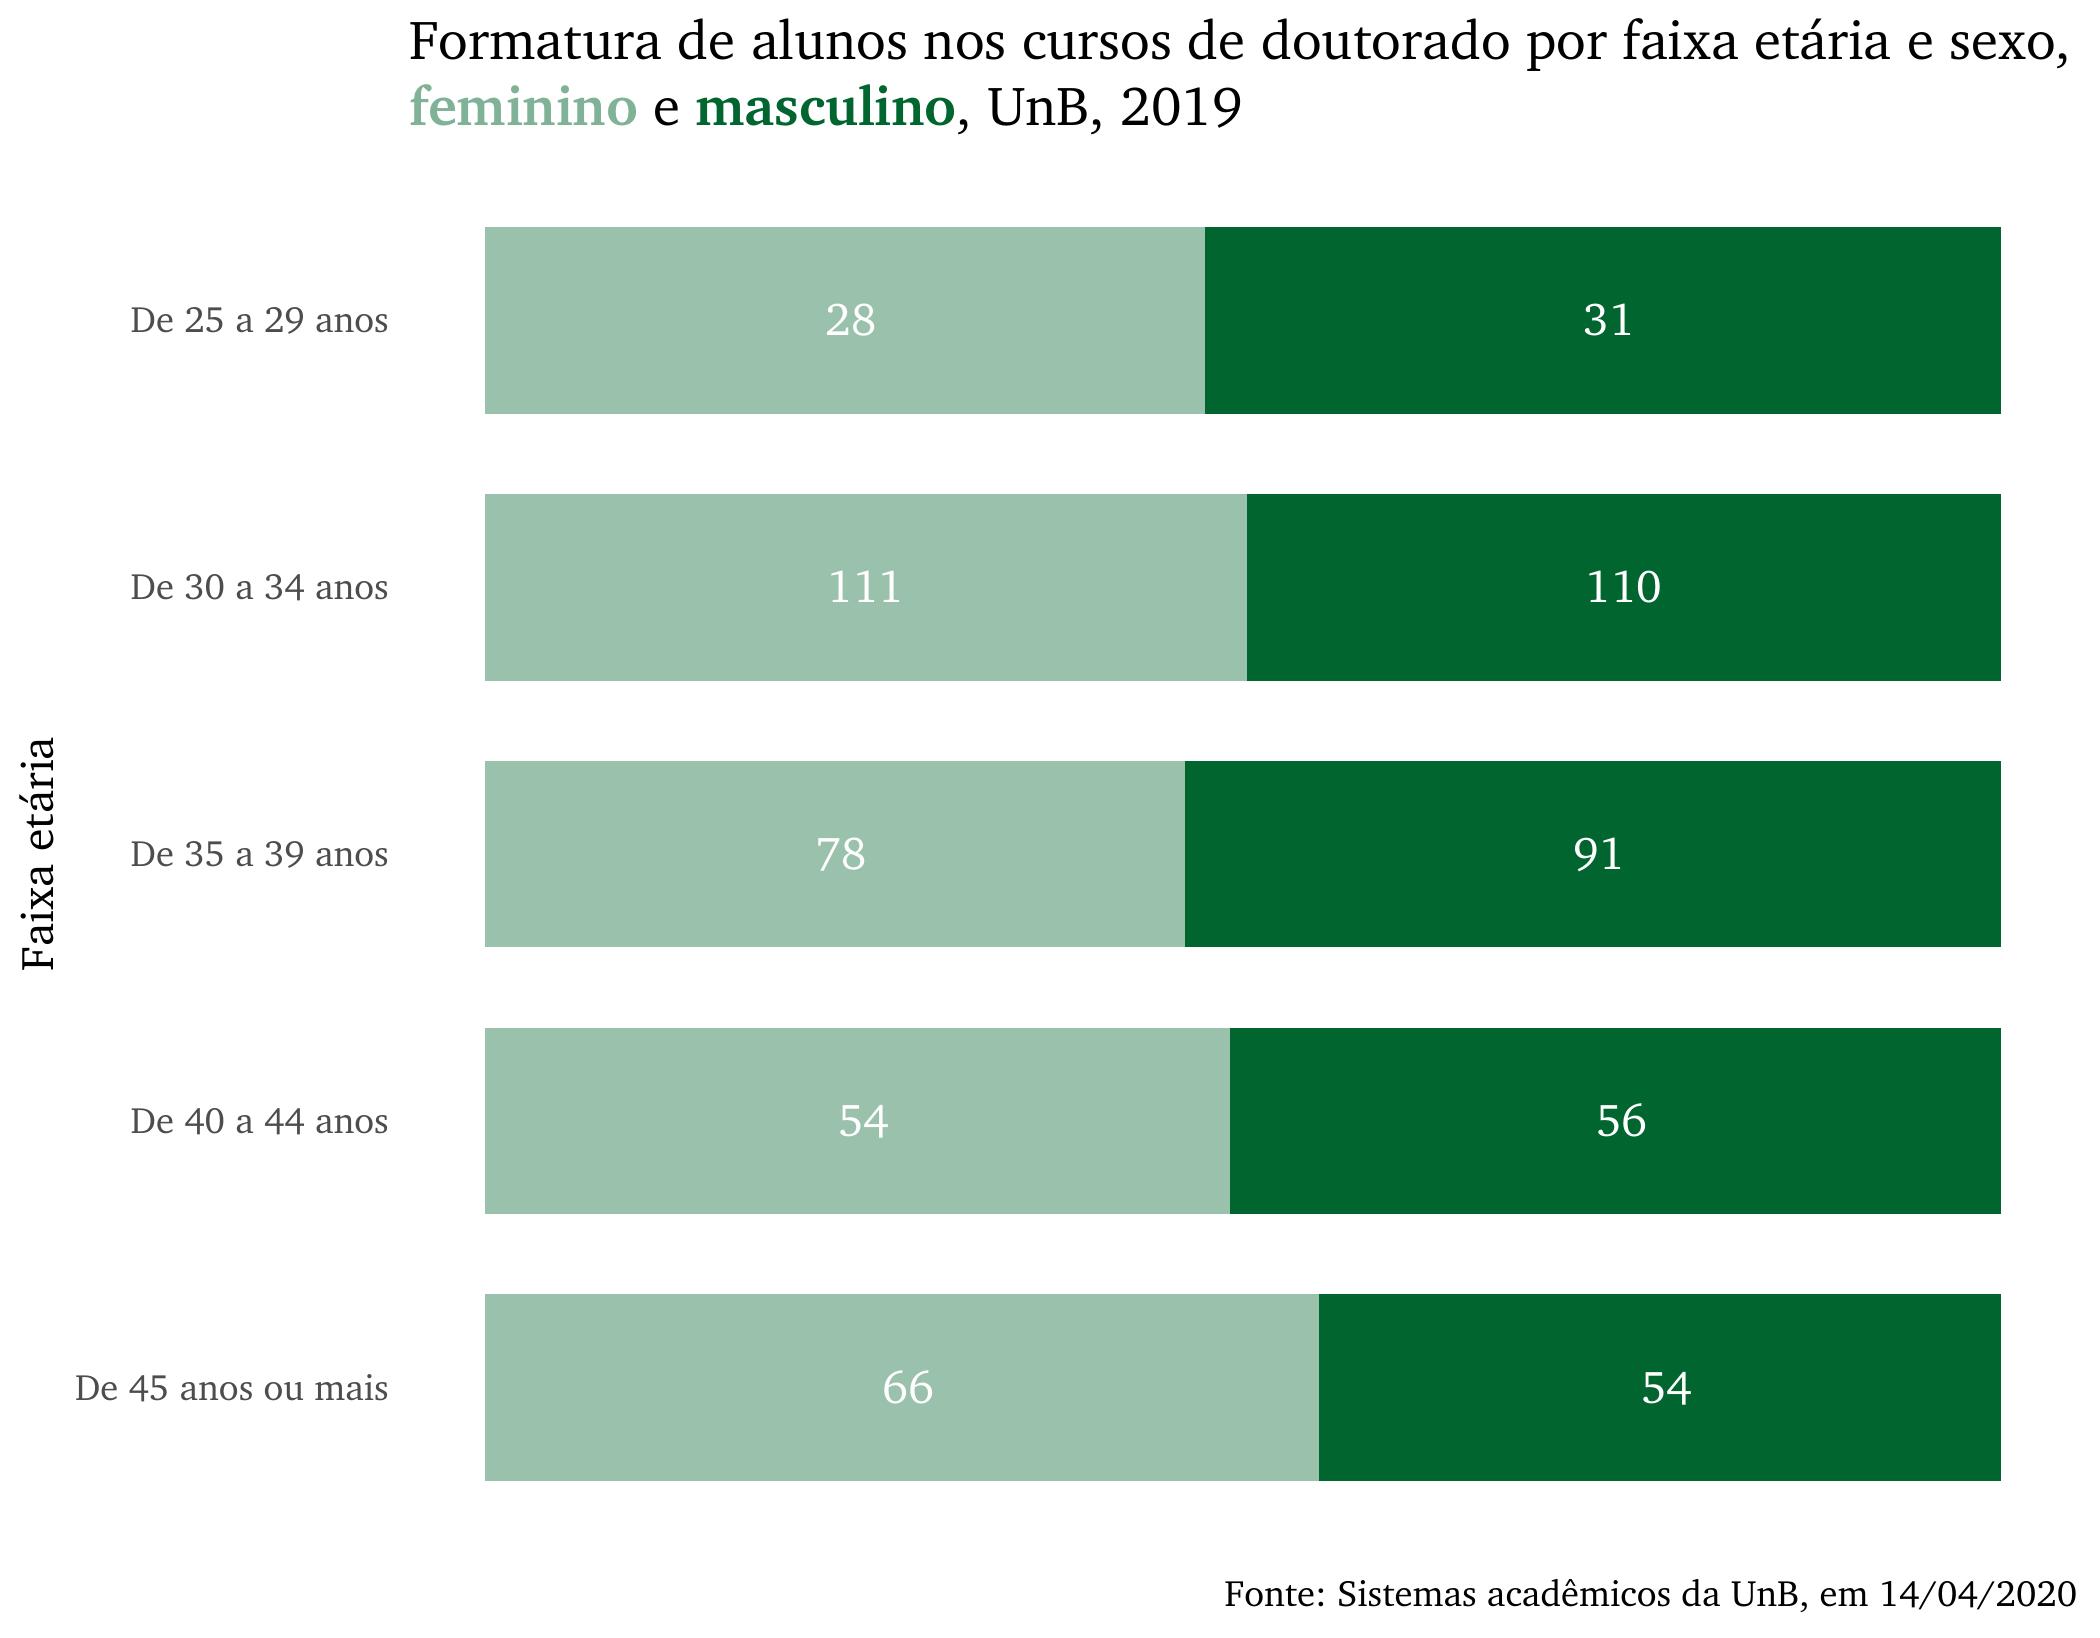 Formatura de alunos nos cursos de doutorado por faixa etária e sexo,
feminino e masculino, UnB, 2019
Faixa etária
De 25 a 29 anos
28
31
De 30 a 34 anos
111
110
De 35 a 39 anos
78
91
De 40 a 44 anos
54
56
De 45 anos ou mais
66
54
Fonte: Sistemas acadêmicos da UnB, em 14/04/2020